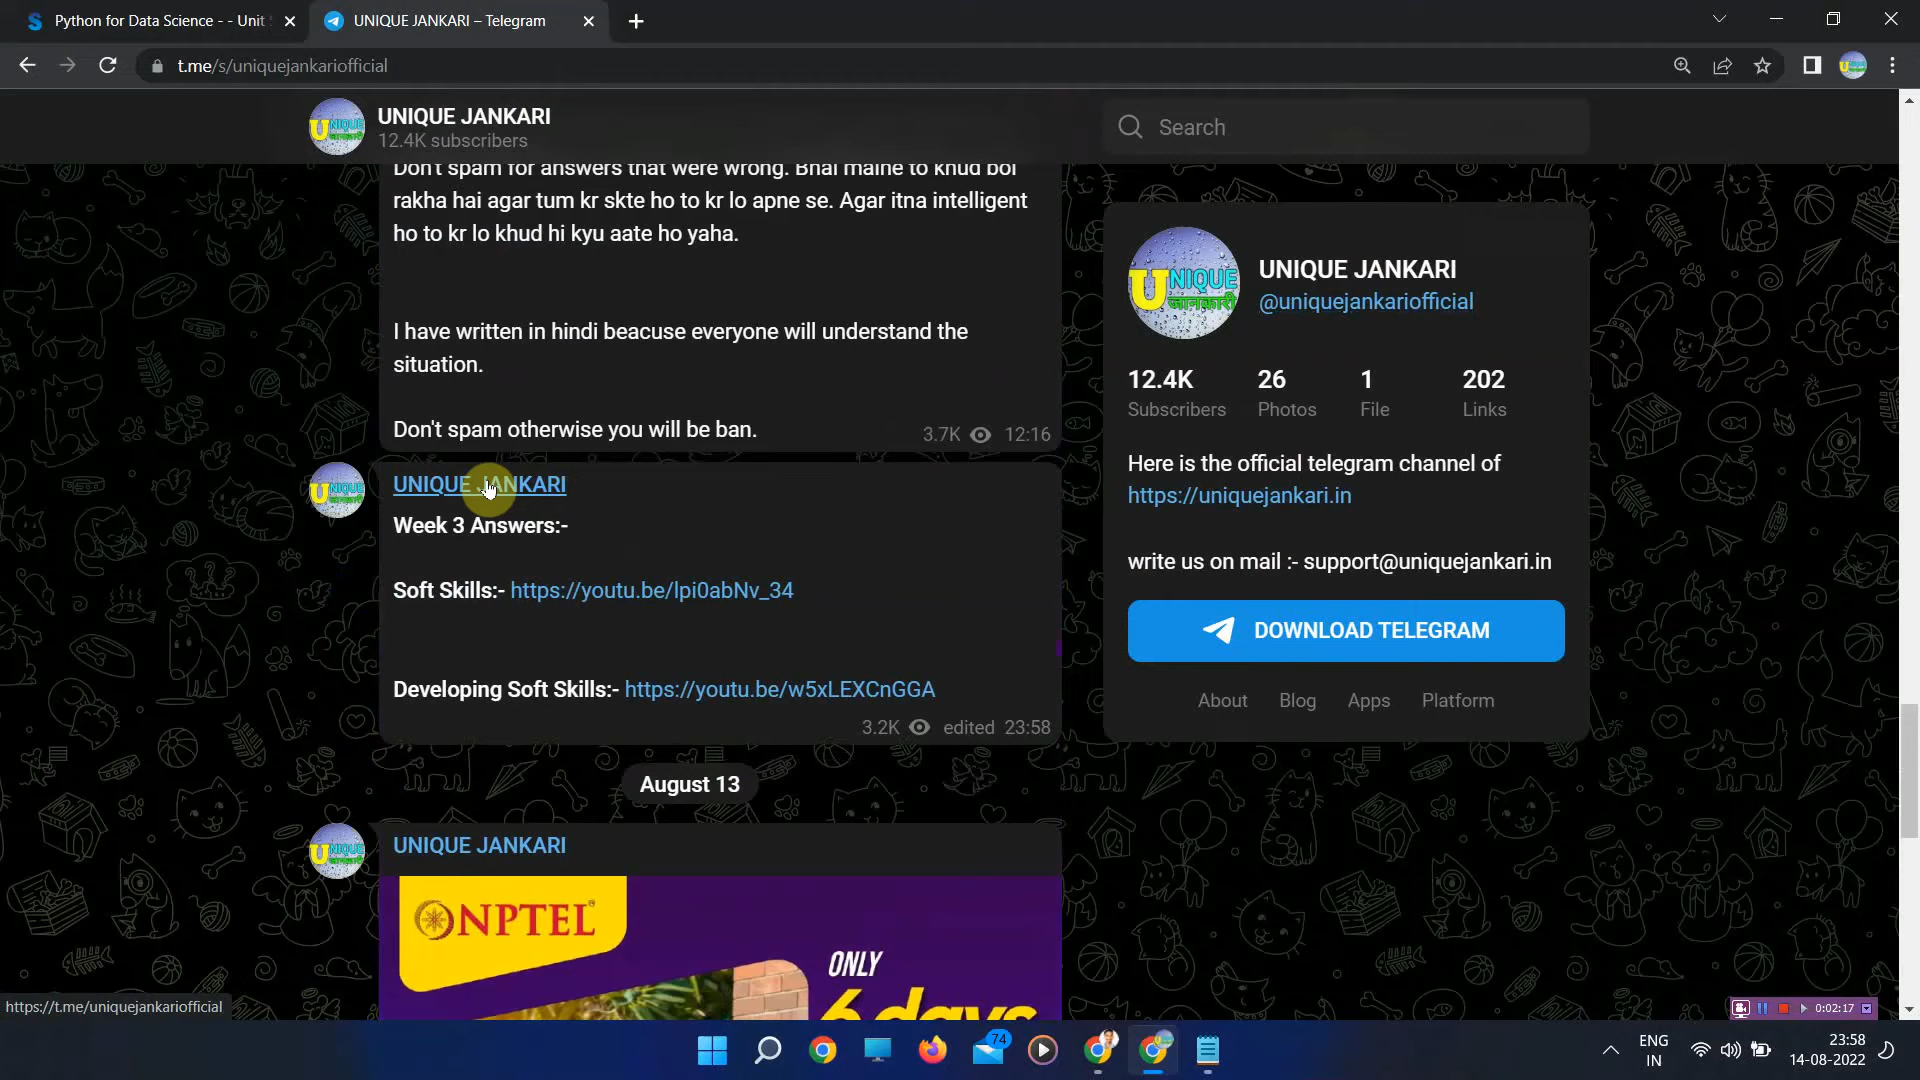 Python for Data Science - - Unit
UNIQUE JANKARI – Telegram
t.me/s/uniquejankariofficial
UNIQUE JANKARI
12.4K subscribers
Search
Don't spam for answers that were wrong. Bhai maine to khud bol
rakha hai agar tum kr skte ho to kr lo apne se. Agar itna intelligent
ho to kr lo khud hi kyu aate ho yaha.
I have written in hindi beacuse everyone will understand the
situation.
Don't spam otherwise you will be ban.
3.7K 12:16
UNIQUE JANKARI
Week 3 Answers:-
Soft Skills:- https://youtu.be/lpi0abNv_34
Developing Soft Skills:- https://youtu.be/w5xLEXCnGGA
3.2K edited 23:58
August 13
UNIQUE JANKARI
NPTEL
ONLY
6 days
UNIQUE
जानकारी
UNIQUE JANKARI
@uniquejankariofficial
12.4K 26 1 202
Subscribers Photos File Links
Here is the official telegram channel of
https://uniquejankari.in
write us on mail :- support@uniquejankari.in
DOWNLOAD TELEGRAM
About Blog Apps Platform
https://t.me/uniquejankariofficial
0:02:17
74
ENG
IN
23:58
14-08-2022